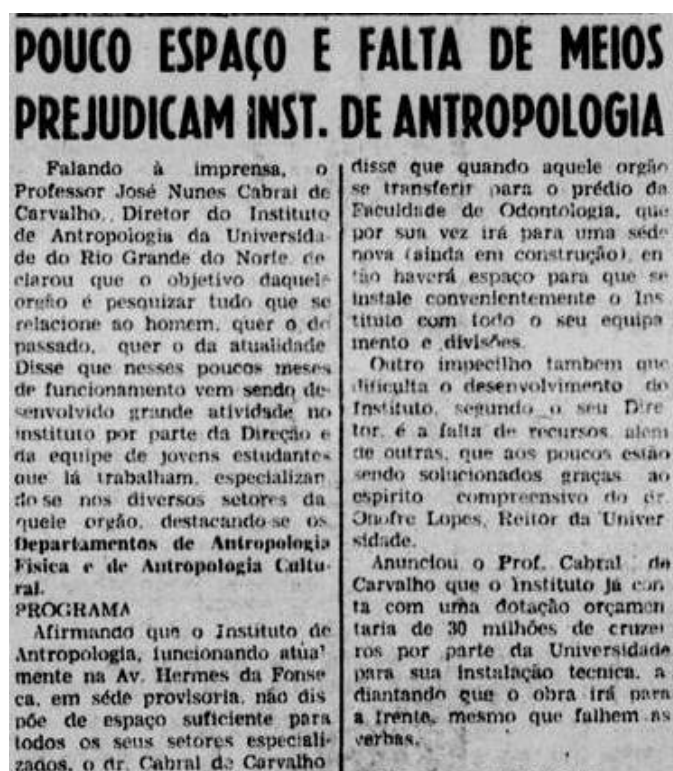 POUCO ESPAÇO E FALTA DE MEIOS
PREJUDICAM INST. DE ANTROPOLOGIA
Falando à imprensa, o
Professor José Nunes Cabral de
Carvalho, Diretor do Instituto
de Antropologia da Universida-
de do Rio Grande do Norte, de
clarou que o objetivo daquele
orgão é pesquizar tudo que se
relacione ao homem, quer o do
passado, quer o da atualidade
Disse que nesses poucos meses
de funcionamento vem sendo de-
senvolvido grande atividade no
instituto por parte da Direção e
da equipe de jovens estudantes
que lá trabalham, especializan
do-se nos diversos setores da
quele orgão, destacando-se os
Departamentos de Antropologia
Fisica e de Antropologia Cultu-
ral.
PROGRAMA
Afirmando que o Instituto de
Antropologia, funcionando atual
mente na Av. Hermes da Fonse
ca, em séde provisoria, não dis
põe de espaço suficiente para
todos os seus setores especiali-
zados, o dr. Cabral de Carvalho
disse que quando aquele orgão
se transferir para o prédio da
Faculdade de Odontologia, que
por sua vez irá para uma séde
nova (ainda em construção), en
tão haverá espaço para que se
instale convenientemente o Ins
tituto com todo o seu equipa
mento e divisões.
Outro impecilho tambem que
dificulta o desenvolvimento do
Instituto, segundo o seu Dire
tor, é a falta de recursos, alem
de outras, que aos poucos estão
sendo solucionados graças ao
espirito compreensivo do dr.
Onofre Lopes, Reitor da Univer
sidade.
Anunciou o Prof. Cabral de
Carvalho que o Instituto já con
ta com uma dotação orçamen
taria de 30 milhões de cruzei
ros por parte da Universidade
para sua instalação tecnica, a
diantando que o obra irá para
a frente, mesmo que falhem as
verbas.